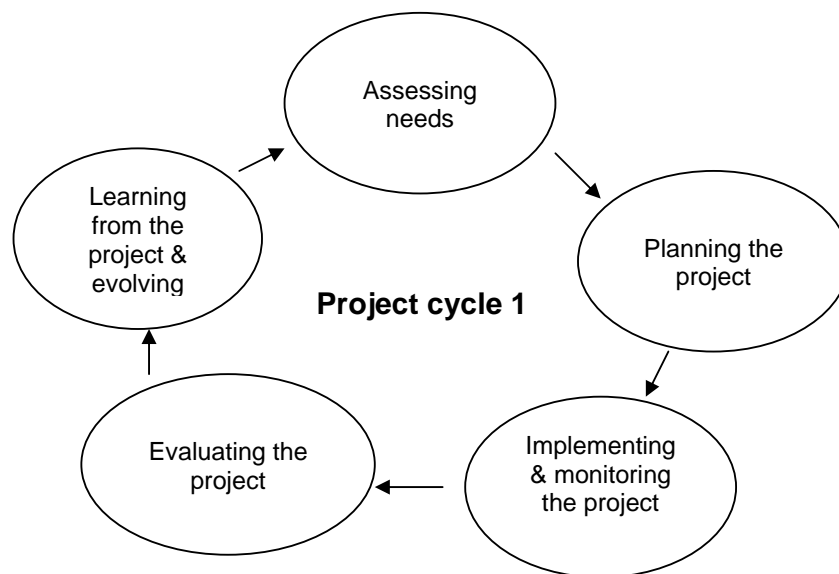 Assessing
needs
Planning the
project
Implementing
& monitoring
the project
Evaluating the
project
Learning
from the
project &
evolving
Project cycle 1